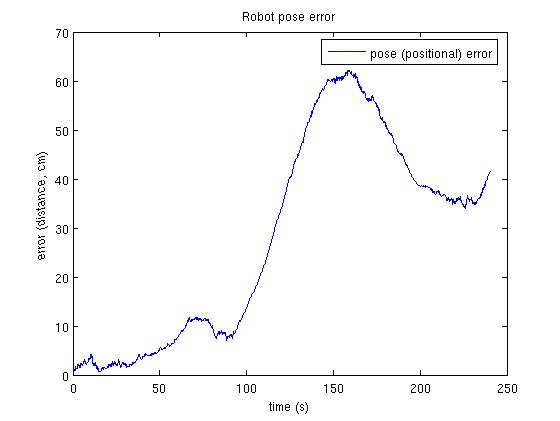 Robot pose error
pose (positional) error
70
60
50
40
30
20
10
0
error (distance, cm)
0 50 100 150 200 250
time (s)